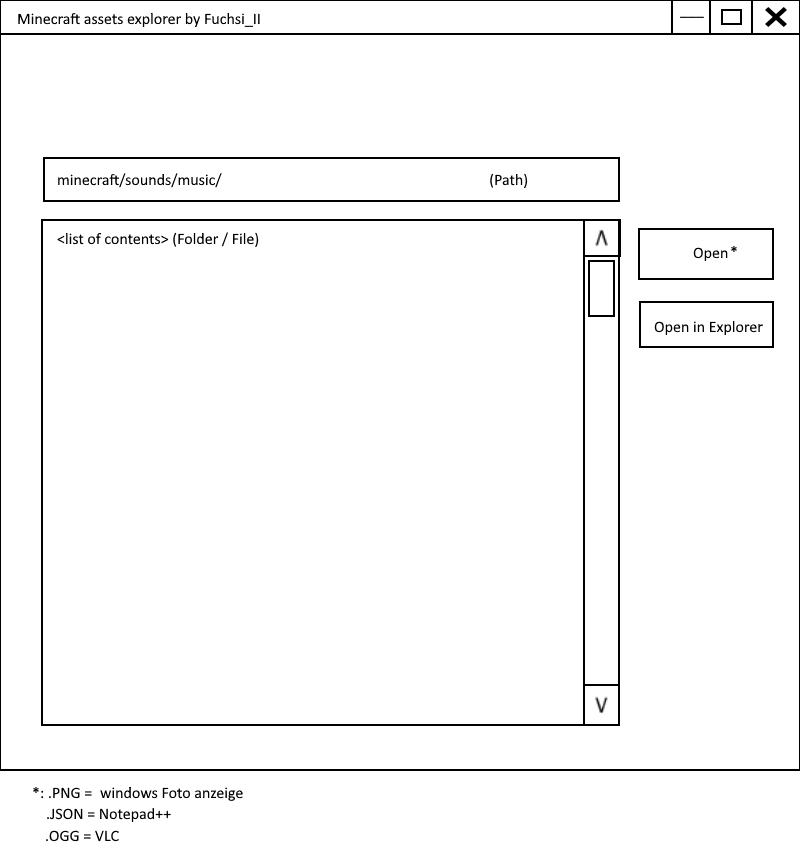 Minecraft assets explorer by Fuchsi_II
minecraft/sounds/music/ (Path)
<list of contents> (Folder / File)
Open*
Open in Explorer
*: .PNG = windows Foto anzeige
.JSON = Notepad++
.OGG = VLC